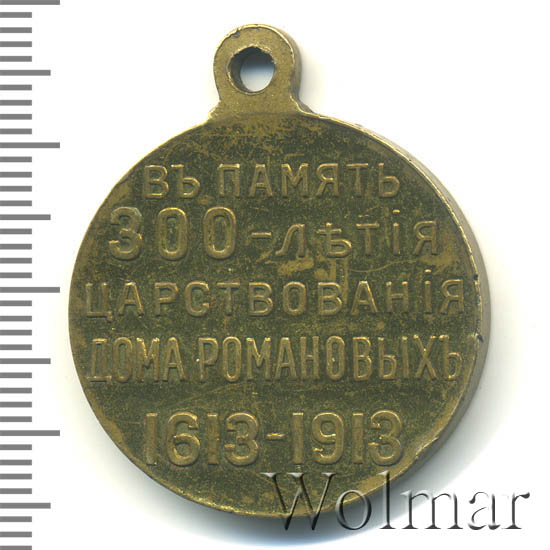 ВЪ ПАМЯТЬ
300-ЛѢТІЯ
ЦАРСТВОВАНІЯ
ДОМА РОМАНОВЫХЪ
1613-1913
Wolmar